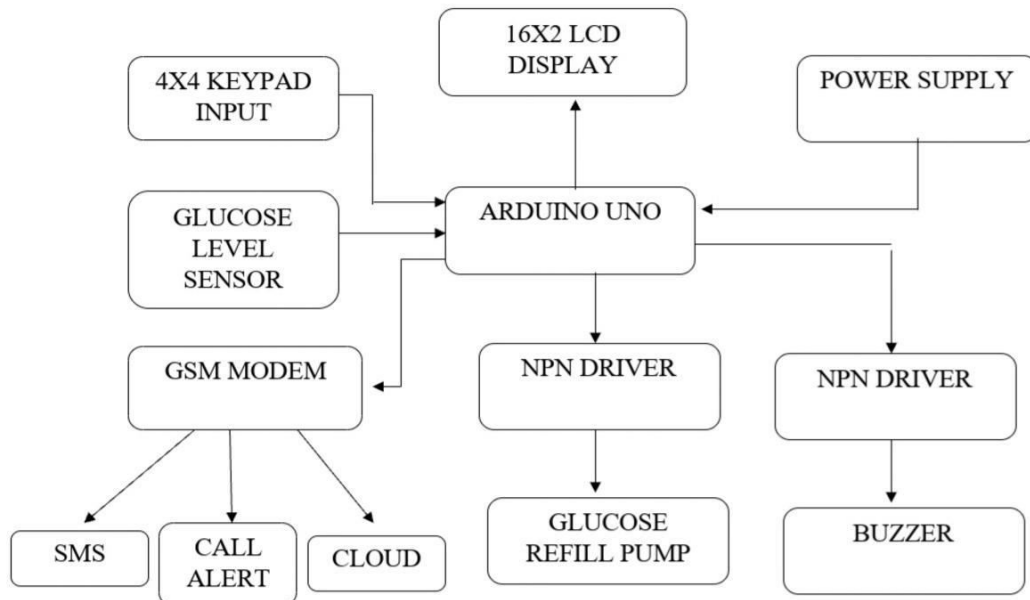 16X2 LCD
DISPLAY
4X4 KEYPAD
INPUT
POWER SUPPLY
ARDUINO UNO
GLUCOSE
LEVEL
SENSOR
GSM MODEM
NPN DRIVER
NPN DRIVER
SMS
CALL
ALERT
CLOUD
GLUCOSE
REFILL PUMP
BUZZER